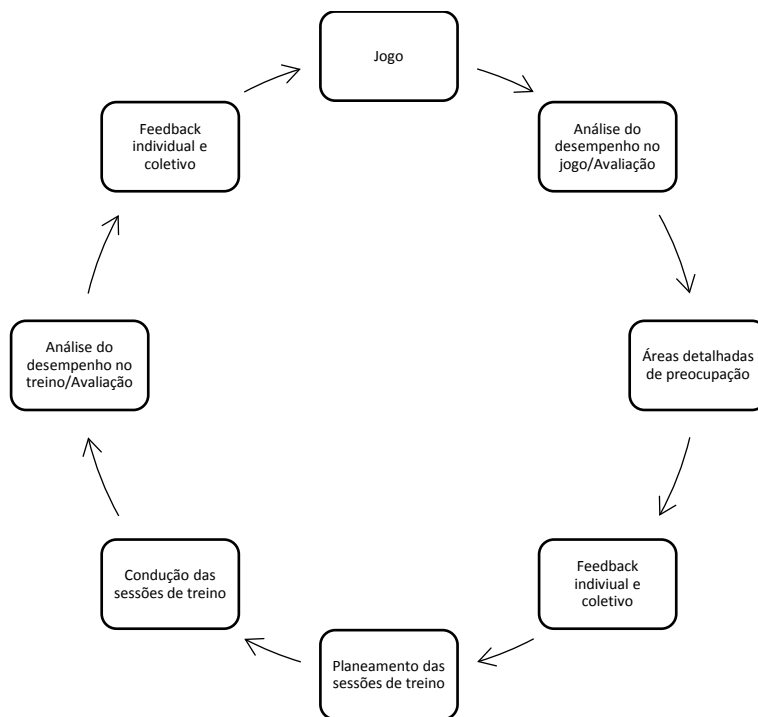 Jogo
Análise do
desempenho no
jogo/Avaliação
Áreas detalhadas
de preocupação
Feedback
indiviual e
coletivo
Planeamento das
sessões de treino
Condução das
sessões de treino
Análise do
desempenho no
treino/Avaliação
Feedback
individual e
coletivo